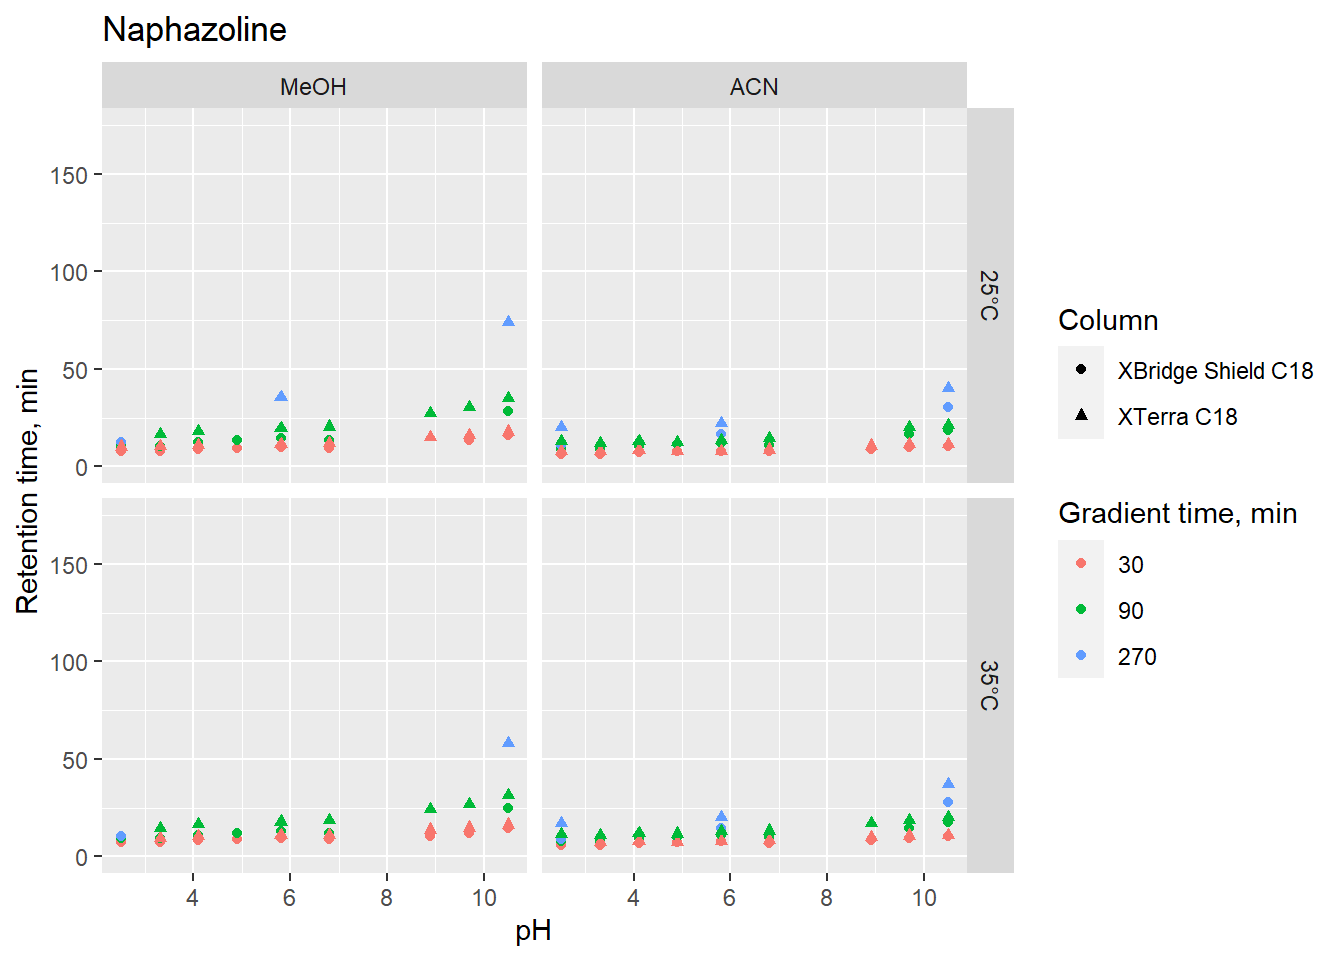 Naphazoline
MeOH
ACN
150
100
50
0
25°C
150
100
50
0
35°C
4
6
8
10
4
6
8
10
pH
Retention time, min
Column
XBridge Shield C18
XTerra C18
Gradient time, min
30
90
270